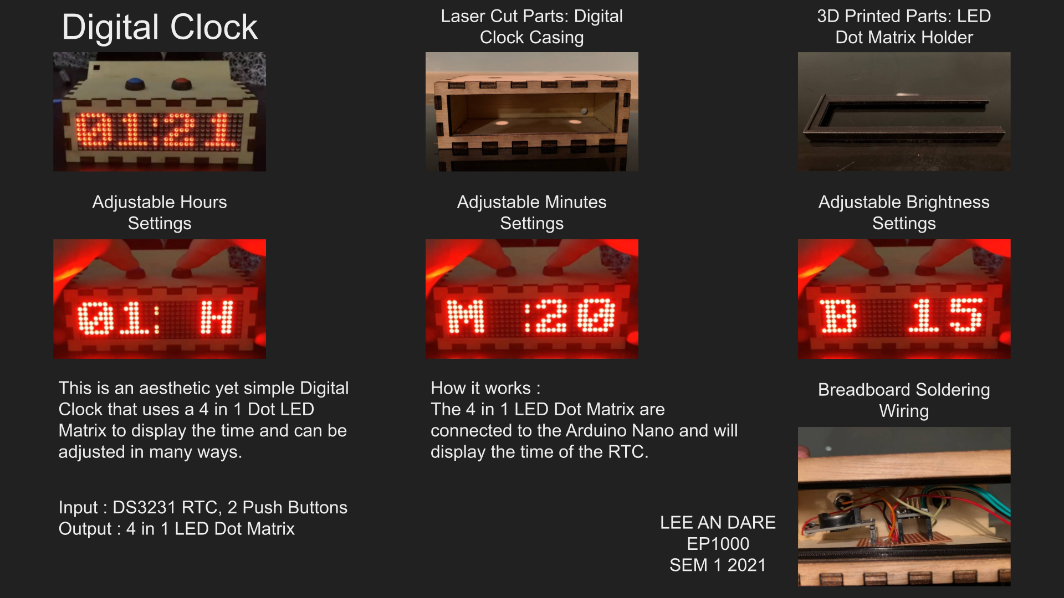 Digital Clock
Laser Cut Parts: Digital
Clock Casing
3D Printed Parts: LED
Dot Matrix Holder
01:21
Adjustable Hours
Settings
Adjustable Minutes
Settings
Adjustable Brightness
Settings
01: H
M :20
B 15
This is an aesthetic yet simple Digital
Clock that uses a 4 in 1 Dot LED
Matrix to display the time and can be
adjusted in many ways.
Input : DS3231 RTC, 2 Push Buttons
Output : 4 in 1 LED Dot Matrix
How it works :
The 4 in 1 LED Dot Matrix are
connected to the Arduino Nano and will
display the time of the RTC.
Breadboard Soldering
Wiring
LEE AN DARE
EP1000
SEM 1 2021